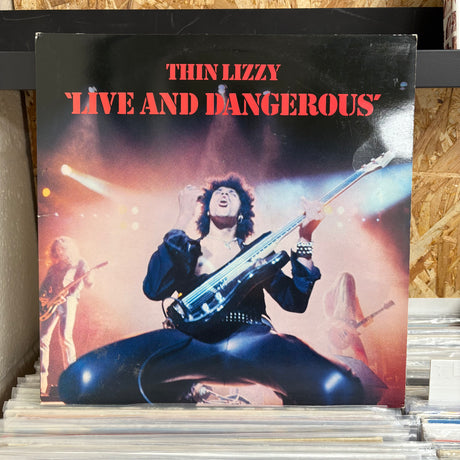 THIN LIZZY
'LIVE AND DANGEROUS'